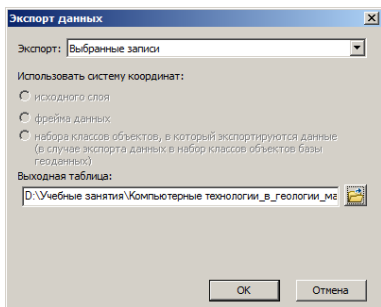 Экспорт данных
Экспорт: Выбранные записи
Использовать систему координат:
исходного слоя
фрейма данных
набора классов объектов, в который экспортируются данные
(в случае экспорта данных в набор классов объектов базы
геоданных)
Выходная таблица:
D:\Учебные занятия\Компьютерные технологии_в_геологии_ма
OK
Отмена